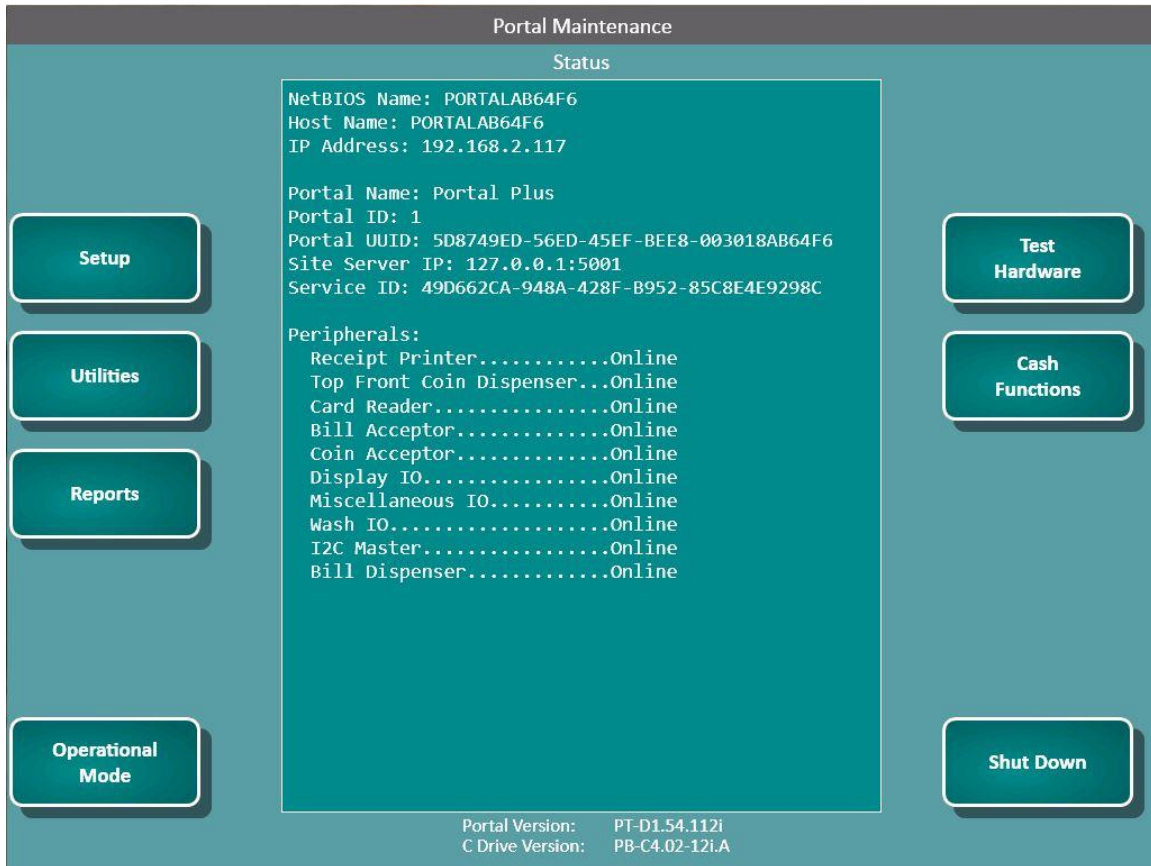 Portal Maintenance
Status
NetBIOS Name: PORTALAB64F6
Host Name: PORTALAB64F6
IP Address: 192.168.2.117
Portal Name: Portal Plus
Portal ID: 1
Portal UUID: 5D8749ED-56ED-45EF-BEE8-003018AB64F6
Site Server IP: 127.0.0.1:5001
Service ID: 49D662CA-948A-428F-B952-85C8E4E9298C
Peripherals:
Receipt Printer............Online
Top Front Coin Dispenser...Online
Card Reader................Online
Bill Acceptor..............Online
Coin Acceptor..............Online
Display IO.................Online
Miscellaneous IO...........Online
Wash IO....................Online
I2C Master.................Online
Bill Dispenser.............Online
Setup
Utilities
Reports
Operational
Mode
Test
Hardware
Cash
Functions
Shut Down
Portal Version: PT-D1.54.112i
C Drive Version: PB-C4.02-12i.A